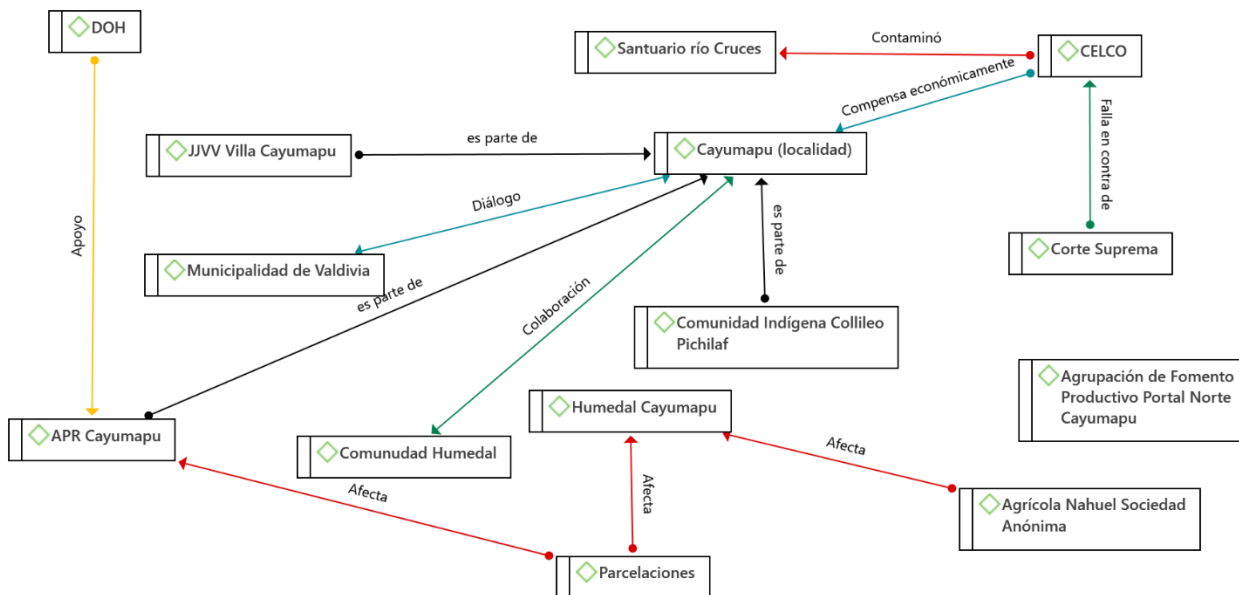 DOH
Contaminó
Santuario río Cruces
CELCO
Compensa económicamente
es parte de
JJVV Villa Cayumapu
Cayumapu (localidad)
Falla en contra de
Diálogo
Apoyo
Municipalidad de Valdivia
es parte de
es parte de
Corte Suprema
Colaboración
Comunidad Indígena Collileo
Pichilaf
Agrupación de Fomento
Productivo Portal Norte
Cayumapu
Humedal Cayumapu
APR Cayumapu
Comunudad Humedal
Afecta
Afecta
Afecta
Agrícola Nahuel Sociedad
Anónima
Parcelaciones